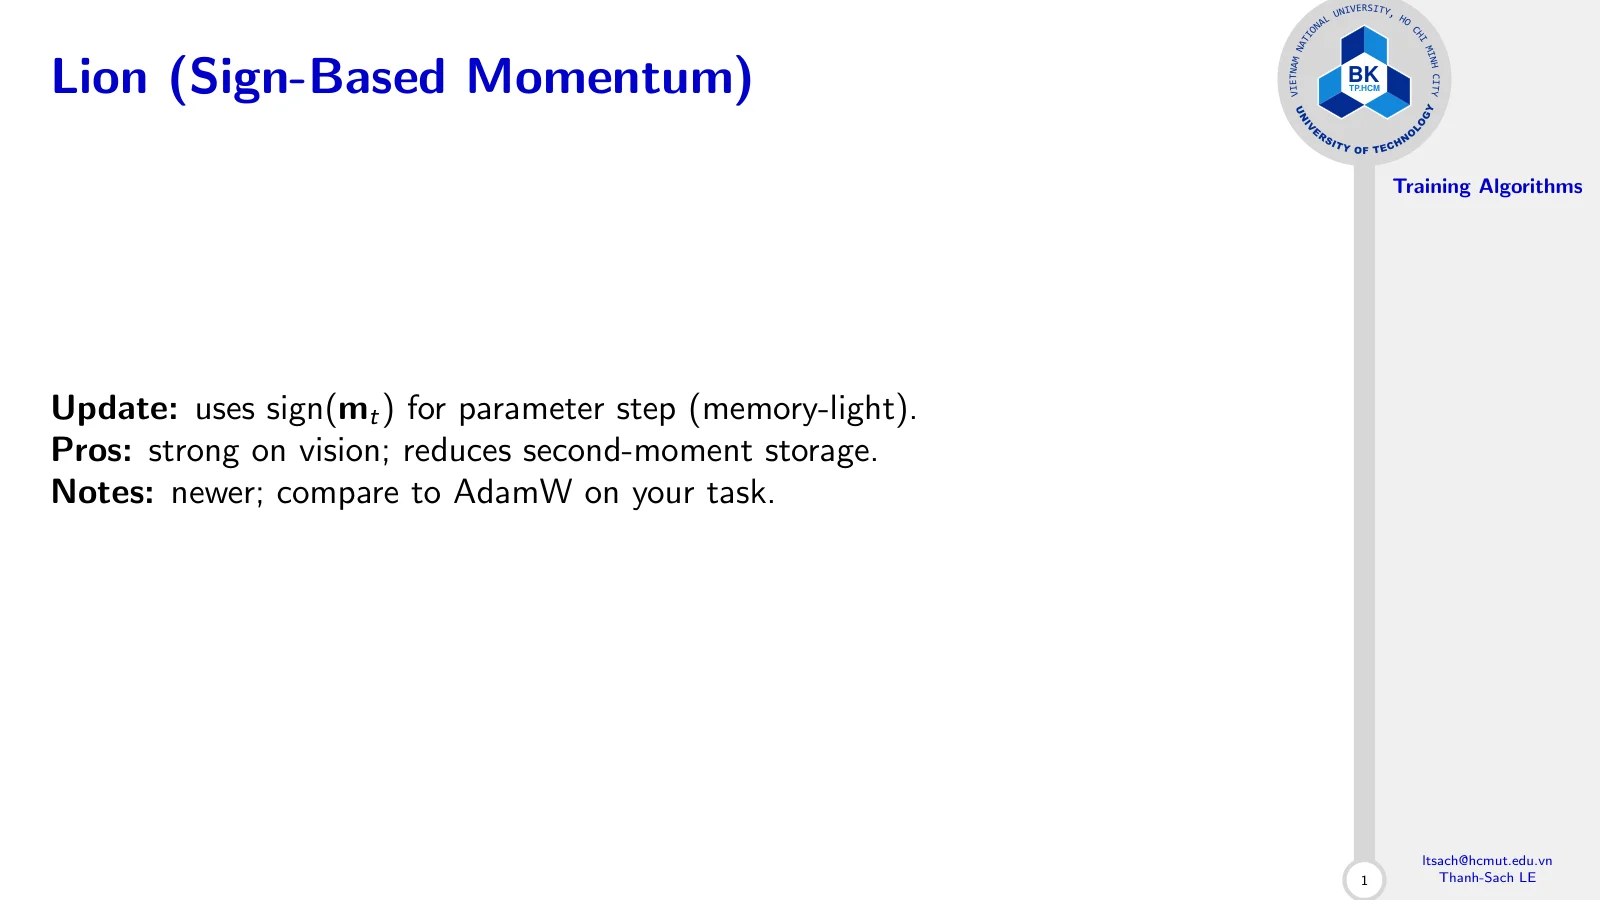 Lion (Sign-Based Momentum)
VIETNAM NATIONAL UNIVERSITY, HO CHI MINH CITY
BK
TP.HCM
UNIVERSITY OF TECHNOLOGY
Training Algorithms
Update: uses sign(𝐦ₜ) for parameter step (memory-light).
Pros: strong on vision; reduces second-moment storage.
Notes: newer; compare to AdamW on your task.
ltsach@hcmut.edu.vn
Thanh-Sach LE
1